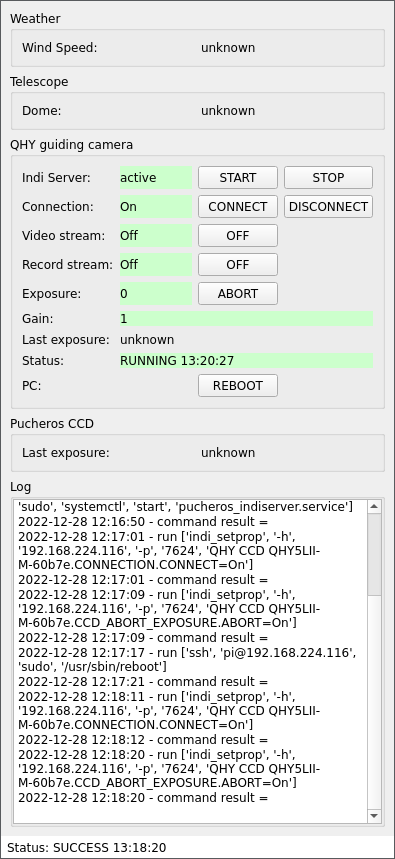 Weather
Wind Speed: unknown
Telescope
Dome: unknown
QHY guiding camera
Indi Server: active START STOP
Connection: On CONNECT DISCONNECT
Video stream: Off OFF
Record stream: Off OFF
Exposure: 0 ABORT
Gain: 1
Last exposure: unknown
Status: RUNNING 13:20:27
PC: REBOOT
Pucheros CCD
Last exposure: unknown
Log
'sudo', 'systemctl', 'start', 'pucheros_indiserver.service']
2022-12-28 12:16:50 - command result =
2022-12-28 12:17:01 - run ['indi_setprop', '-h',
'192.168.224.116', '-p', '7624', 'QHY CCD QHY5LII-
M-60b7e.CONNECTION.CONNECT=On']
2022-12-28 12:17:01 - command result =
2022-12-28 12:17:09 - run ['indi_setprop', '-h',
'192.168.224.116', '-p', '7624', 'QHY CCD QHY5LII-
M-60b7e.CCD_ABORT_EXPOSURE.ABORT=On']
2022-12-28 12:17:09 - command result =
2022-12-28 12:17:17 - run ['ssh', 'pi@192.168.224.116',
'sudo', '/usr/sbin/reboot']
2022-12-28 12:17:21 - command result =
2022-12-28 12:18:11 - run ['indi_setprop', '-h',
'192.168.224.116', '-p', '7624', 'QHY CCD QHY5LII-
M-60b7e.CONNECTION.CONNECT=On']
2022-12-28 12:18:12 - command result =
2022-12-28 12:18:20 - run ['indi_setprop', '-h',
'192.168.224.116', '-p', '7624', 'QHY CCD QHY5LII-
M-60b7e.CCD_ABORT_EXPOSURE.ABORT=On']
2022-12-28 12:18:20 - command result =
Status: SUCCESS 13:18:20